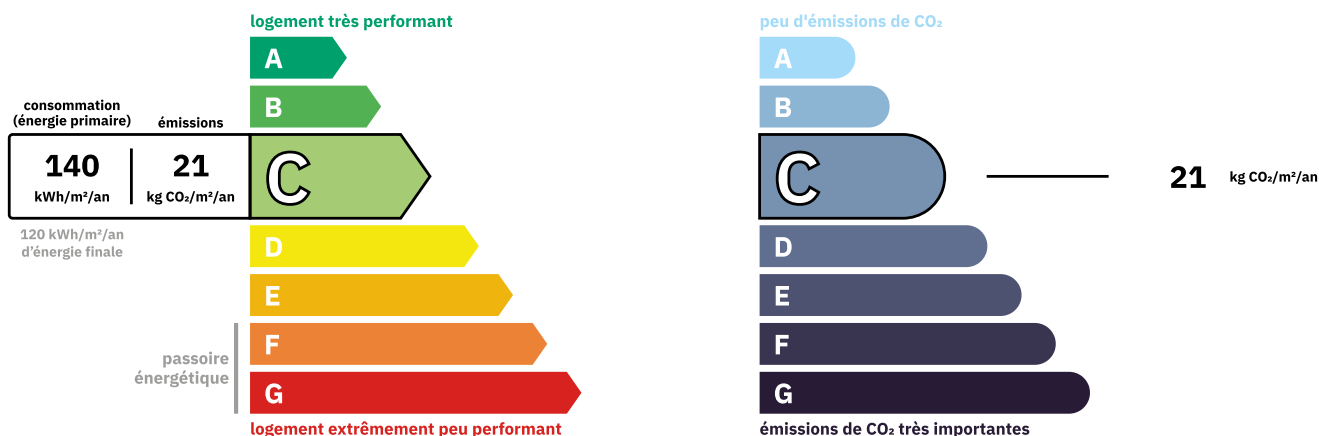 logement très performant
A
B
consommation
(énergie primaire)
émissions
140
kWh/m²/an
21
kg CO₂/m²/an
C
120 kWh/m²/an
d'énergie finale
D
E
F
passoire
énergétique
G
logement extrêmement peu performant
peu d'émissions de CO₂
A
B
C
21 kg CO₂/m²/an
D
E
F
G
émissions de CO₂ très importantes